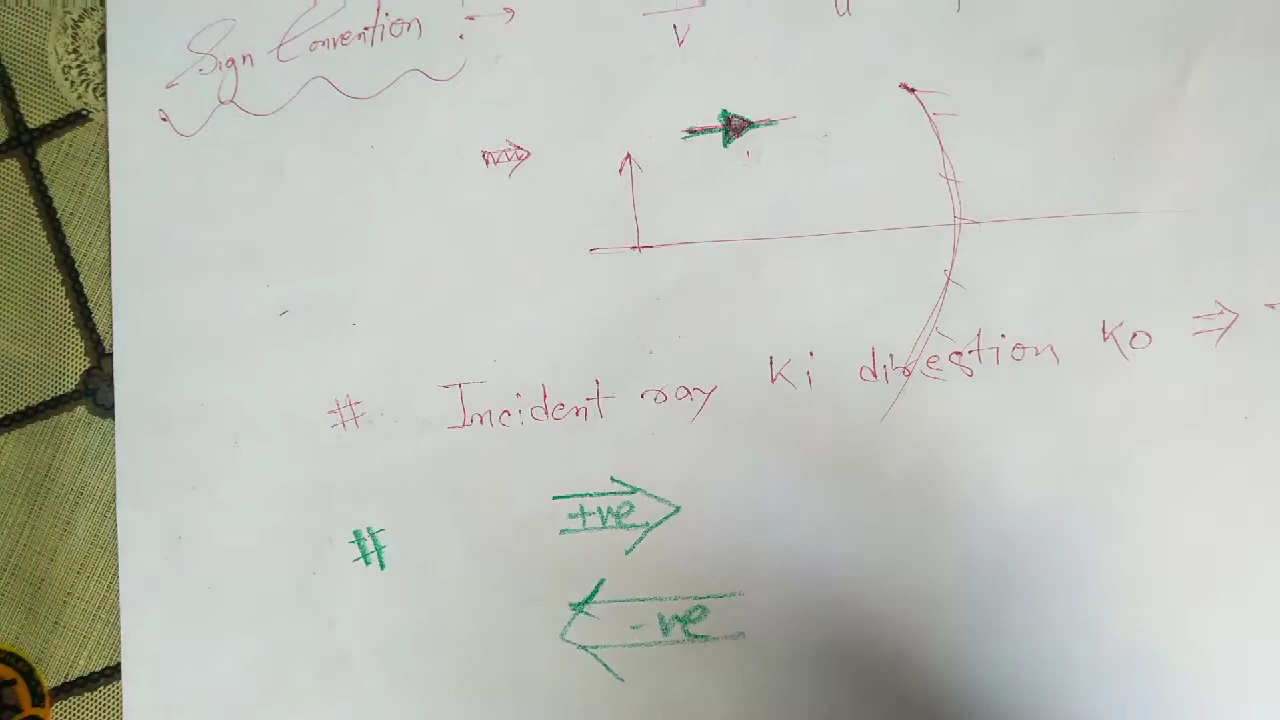 Sign Convention :→
V
u
# Incident ray Ki direction Ko ⇒
# +ve
-ve